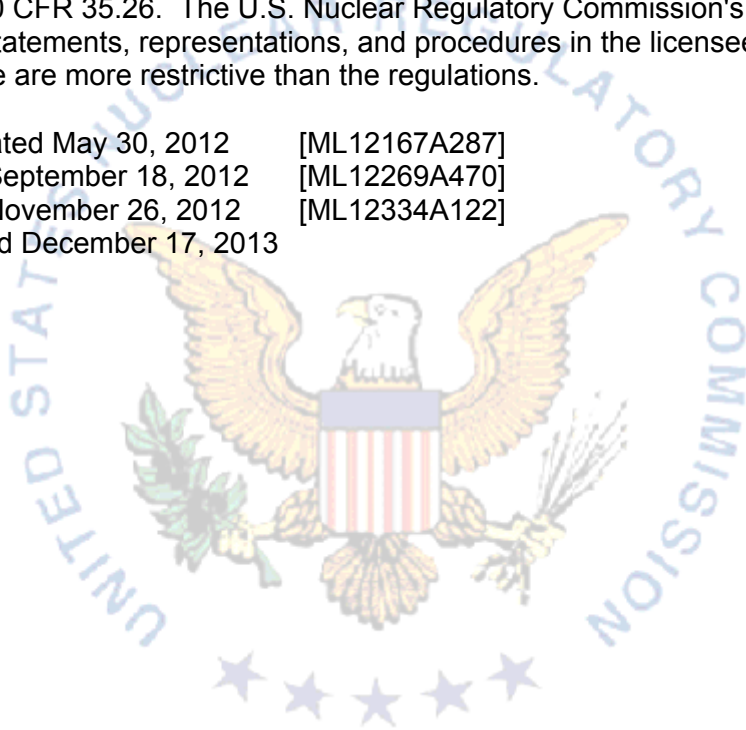 0 CFR 35.26.  The U.S. Nuclear Regulatory Commission's
tatements, representations, and procedures in the licensee
e are more restrictive than the regulations.
ated May 30, 2012 [ML12167A287]
September 18, 2012 [ML12269A470]
November 26, 2012 [ML12334A122]
d December 17, 2013
UNITED STATES NUCLEAR REGULATORY COMMISSION